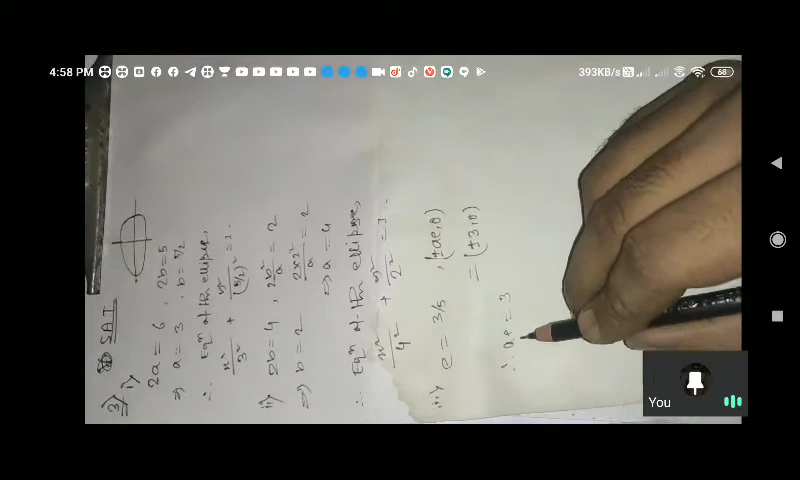 4:58 PM
393KB/s
68
3) i) SAT
2a = 6, 2b = 5
⇒ a = 3, b = 5/2
∴ Eqⁿ of the ellipse,
x²/3² + y²/(5/2)² = 1.
ii) 2b = 4, 2b²/a = 2
⇒ b = 2 2×2²/a = 2
⇒ a = 4
∴ Eqⁿ of the ellipse,
x²/4² + y²/2² = 1.
iii) e = 3/5, (±ae, 0)
= (±3, 0)
∴ ae = 3
You